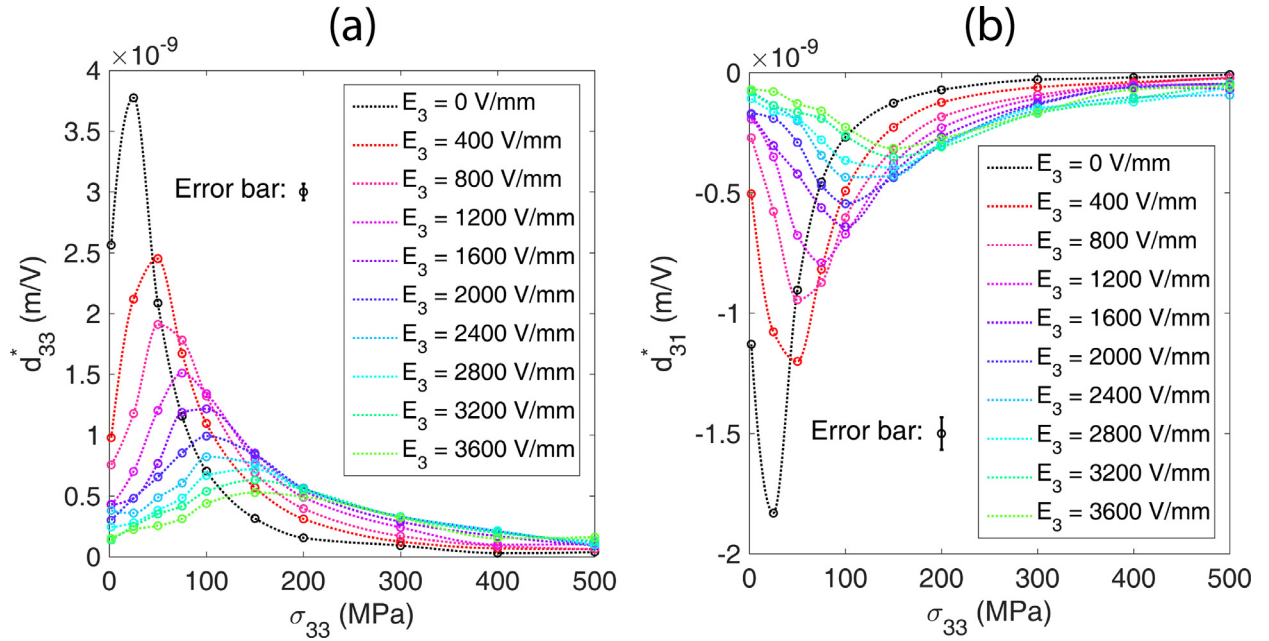 (a)
×10⁻⁹
4
3.5
3
2.5
2
1.5
1
0.5
0
d*₃₃ (m/V)
0 100 200 300 400 500
σ₃₃ (MPa)
Error bar:
E₃ = 0 V/mm
E₃ = 400 V/mm
E₃ = 800 V/mm
E₃ = 1200 V/mm
E₃ = 1600 V/mm
E₃ = 2000 V/mm
E₃ = 2400 V/mm
E₃ = 2800 V/mm
E₃ = 3200 V/mm
E₃ = 3600 V/mm
(b)
×10⁻⁹
0
-0.5
-1
-1.5
-2
d*₃₁ (m/V)
0 100 200 300 400 500
σ₃₃ (MPa)
Error bar:
E₃ = 0 V/mm
E₃ = 400 V/mm
E₃ = 800 V/mm
E₃ = 1200 V/mm
E₃ = 1600 V/mm
E₃ = 2000 V/mm
E₃ = 2400 V/mm
E₃ = 2800 V/mm
E₃ = 3200 V/mm
E₃ = 3600 V/mm